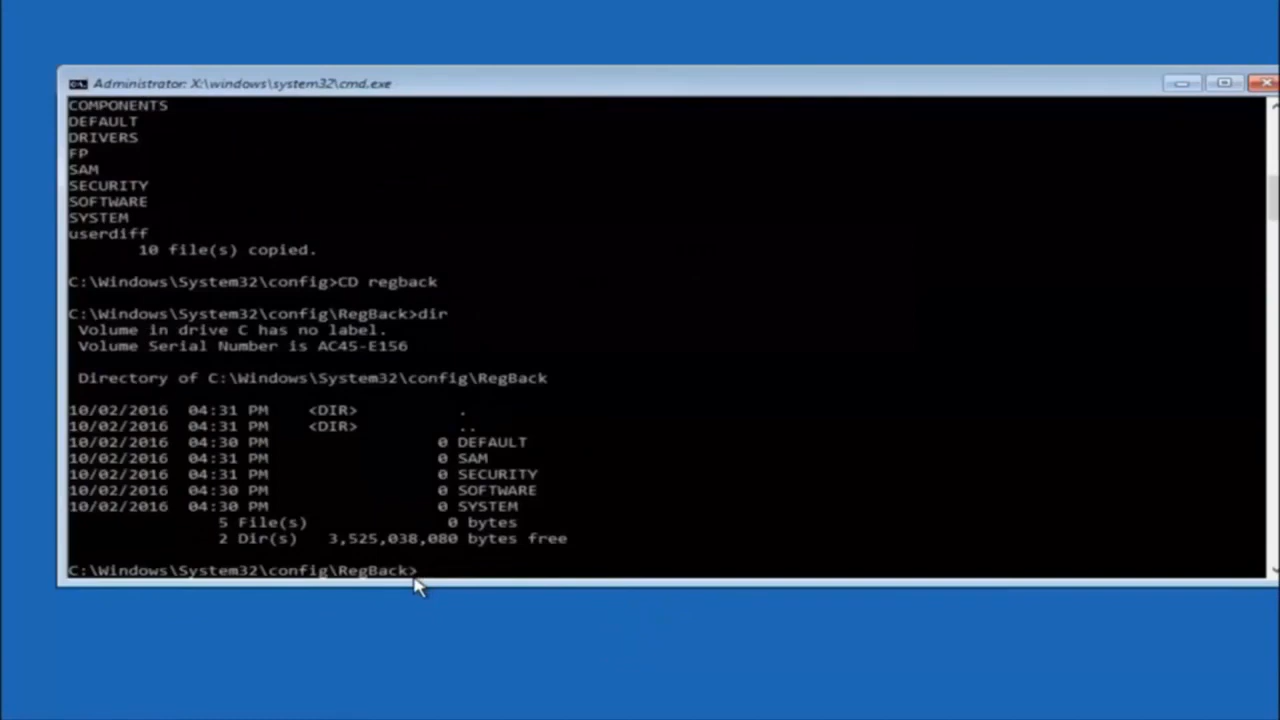 Administrator: X:\windows\system32\cmd.exe
COMPONENTS
DEFAULT
DRIVERS
FP
SAM
SECURITY
SOFTWARE
SYSTEM
userdiff
10 file(s) copied.
C:\Windows\System32\config>CD regback
C:\Windows\System32\config\RegBack>dir
Volume in drive C has no label.
Volume Serial Number is AC45-E156
Directory of C:\Windows\System32\config\RegBack
10/02/2016 04:31 PM <DIR> .
10/02/2016 04:31 PM <DIR> ..
10/02/2016 04:30 PM 0 DEFAULT
10/02/2016 04:31 PM 0 SAM
10/02/2016 04:31 PM 0 SECURITY
10/02/2016 04:30 PM 0 SOFTWARE
10/02/2016 04:30 PM 0 SYSTEM
5 File(s) 0 bytes
2 Dir(s) 3,525,038,080 bytes free
C:\Windows\System32\config\RegBack>